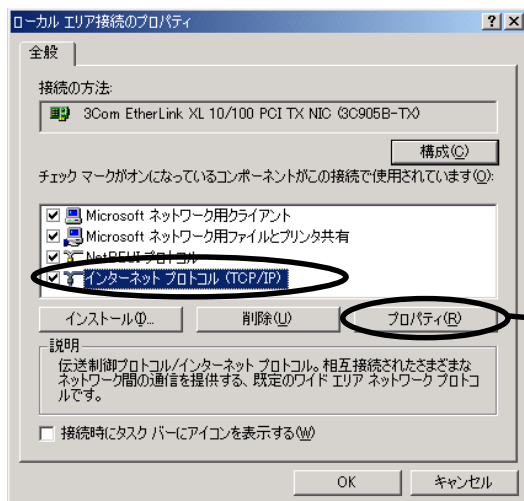 ローカル エリア接続のプロパティ
全般
接続の方法:
3Com EtherLink XL 10/100 PCI TX NIC (3C905B-TX)
構成(C)
チェック マークがオンになっているコンポーネントがこの接続で使用されています(O):
Microsoft ネットワーク用クライアント
Microsoft ネットワーク用ファイルとプリンタ共有
NetBEUI プロトコル
インターネット プロトコル (TCP/IP)
インストール(I)...
削除(U)
プロパティ(R)
説明
伝送制御プロトコル/インターネット プロトコル。相互接続されたさまざまな
ネットワーク間の通信を提供する、既定のワイド エリア ネットワーク プロトコ
ルです。
接続時にタスク バーにアイコンを表示する(W)
OK
キャンセル